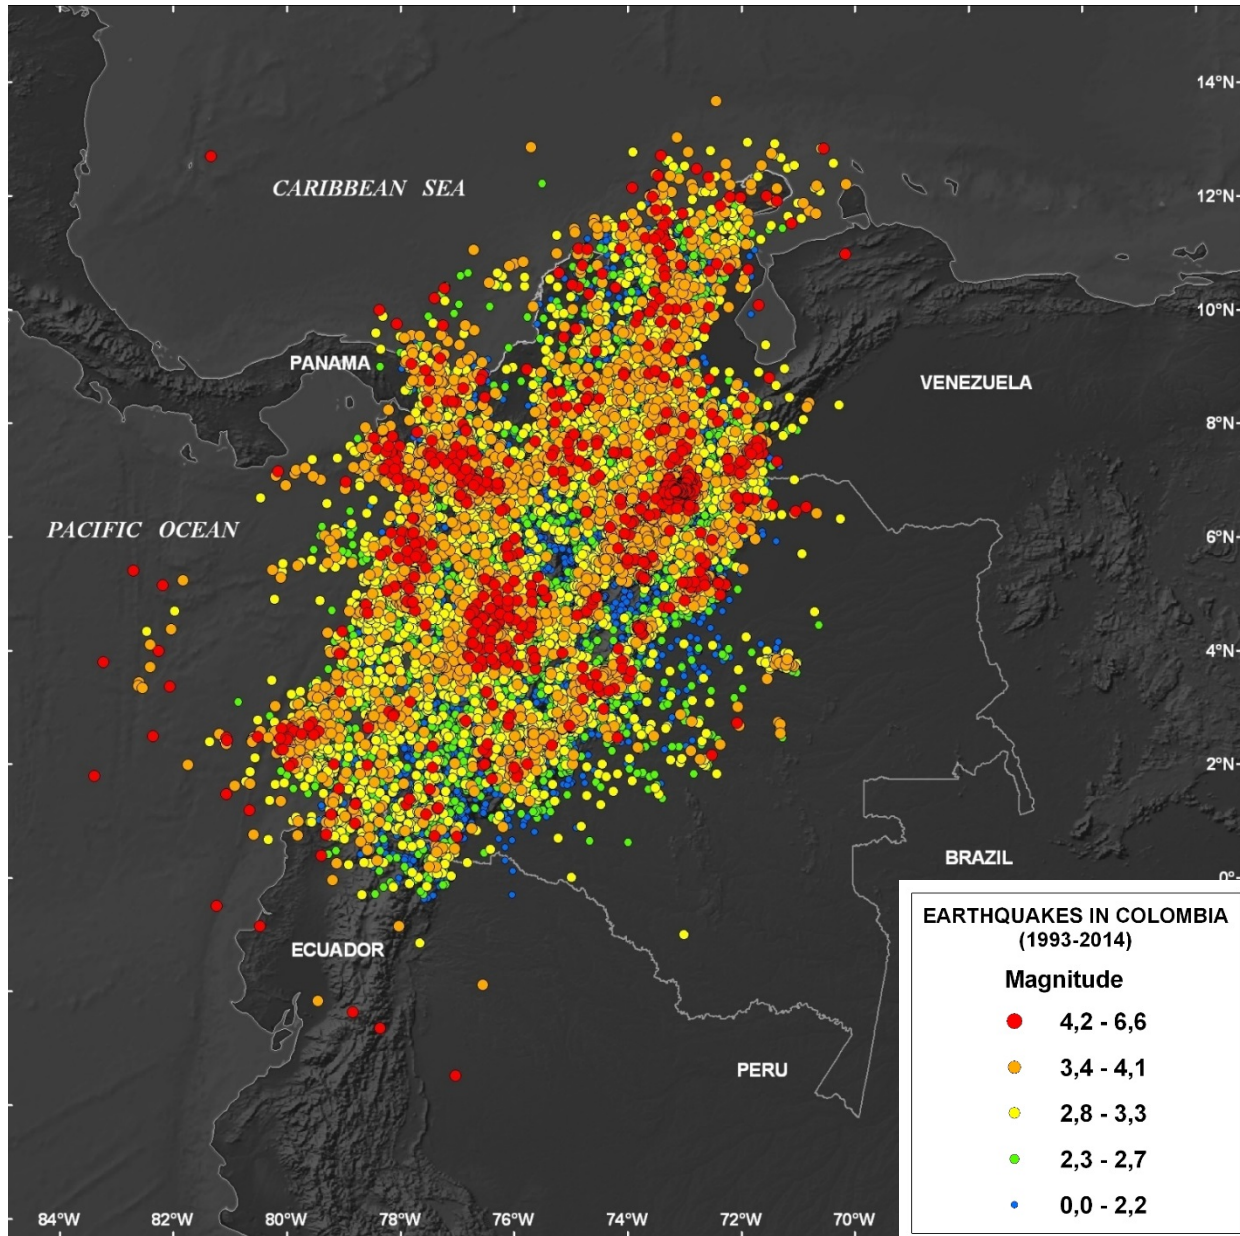 14°N
CARIBBEAN SEA
12°N
10°N
PANAMA
VENEZUELA
8°N
PACIFIC OCEAN
6°N
4°N
2°N
BRAZIL
0°
EARTHQUAKES IN COLOMBIA
(1993-2014)
ECUADOR
Magnitude
4,2 - 6,6
3,4 - 4,1
PERU
2,8 - 3,3
2,3 - 2,7
0,0 - 2,2
84°W 82°W 80°W 78°W 76°W 74°W 72°W 70°W